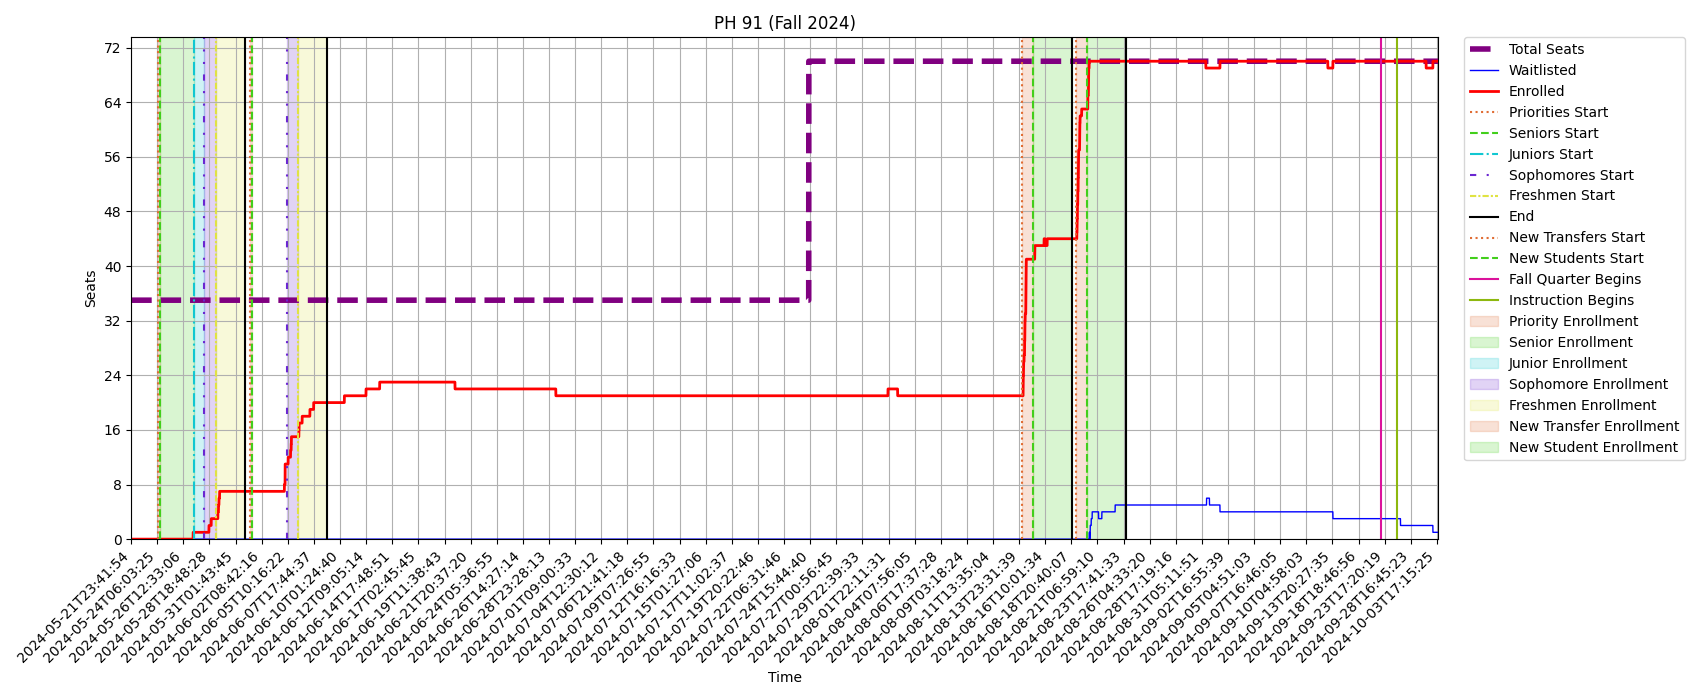 PH 91 (Fall 2024)
72
64
56
48
40
32
24
16
8
0
Seats
2024-05-21T23:41:54
2024-05-24T06:03:25
2024-05-26T12:33:06
2024-05-28T18:48:28
2024-05-31T01:43:45
2024-06-02T08:42:16
2024-06-05T10:16:22
2024-06-07T17:44:37
2024-06-10T01:24:40
2024-06-12T09:05:14
2024-06-14T17:48:51
2024-06-17T02:45:45
2024-06-19T11:38:43
2024-06-21T20:37:20
2024-06-24T05:36:55
2024-06-26T14:27:14
2024-06-28T23:28:13
2024-07-01T09:00:33
2024-07-04T12:30:12
2024-07-06T21:41:18
2024-07-09T07:26:55
2024-07-12T16:16:33
2024-07-15T01:27:06
2024-07-17T11:02:37
2024-07-19T20:22:46
2024-07-22T06:31:46
2024-07-24T15:44:40
2024-07-27T00:56:45
2024-07-29T22:39:33
2024-08-01T22:11:31
2024-08-04T07:56:05
2024-08-06T17:37:28
2024-08-09T03:18:24
2024-08-11T13:35:04
2024-08-13T23:31:39
2024-08-16T10:01:34
2024-08-18T20:40:07
2024-08-21T06:59:10
2024-08-23T17:41:33
2024-08-26T04:33:20
2024-08-28T17:19:16
2024-08-31T05:11:51
2024-09-02T16:55:39
2024-09-05T04:51:03
2024-09-07T16:46:05
2024-09-10T04:58:03
2024-09-13T20:27:35
2024-09-18T18:46:56
2024-09-23T17:20:19
2024-09-28T16:45:23
2024-10-03T17:15:25
Time
Total Seats
Waitlisted
Enrolled
Priorities Start
Seniors Start
Juniors Start
Sophomores Start
Freshmen Start
End
New Transfers Start
New Students Start
Fall Quarter Begins
Instruction Begins
Priority Enrollment
Senior Enrollment
Junior Enrollment
Sophomore Enrollment
Freshmen Enrollment
New Transfer Enrollment
New Student Enrollment